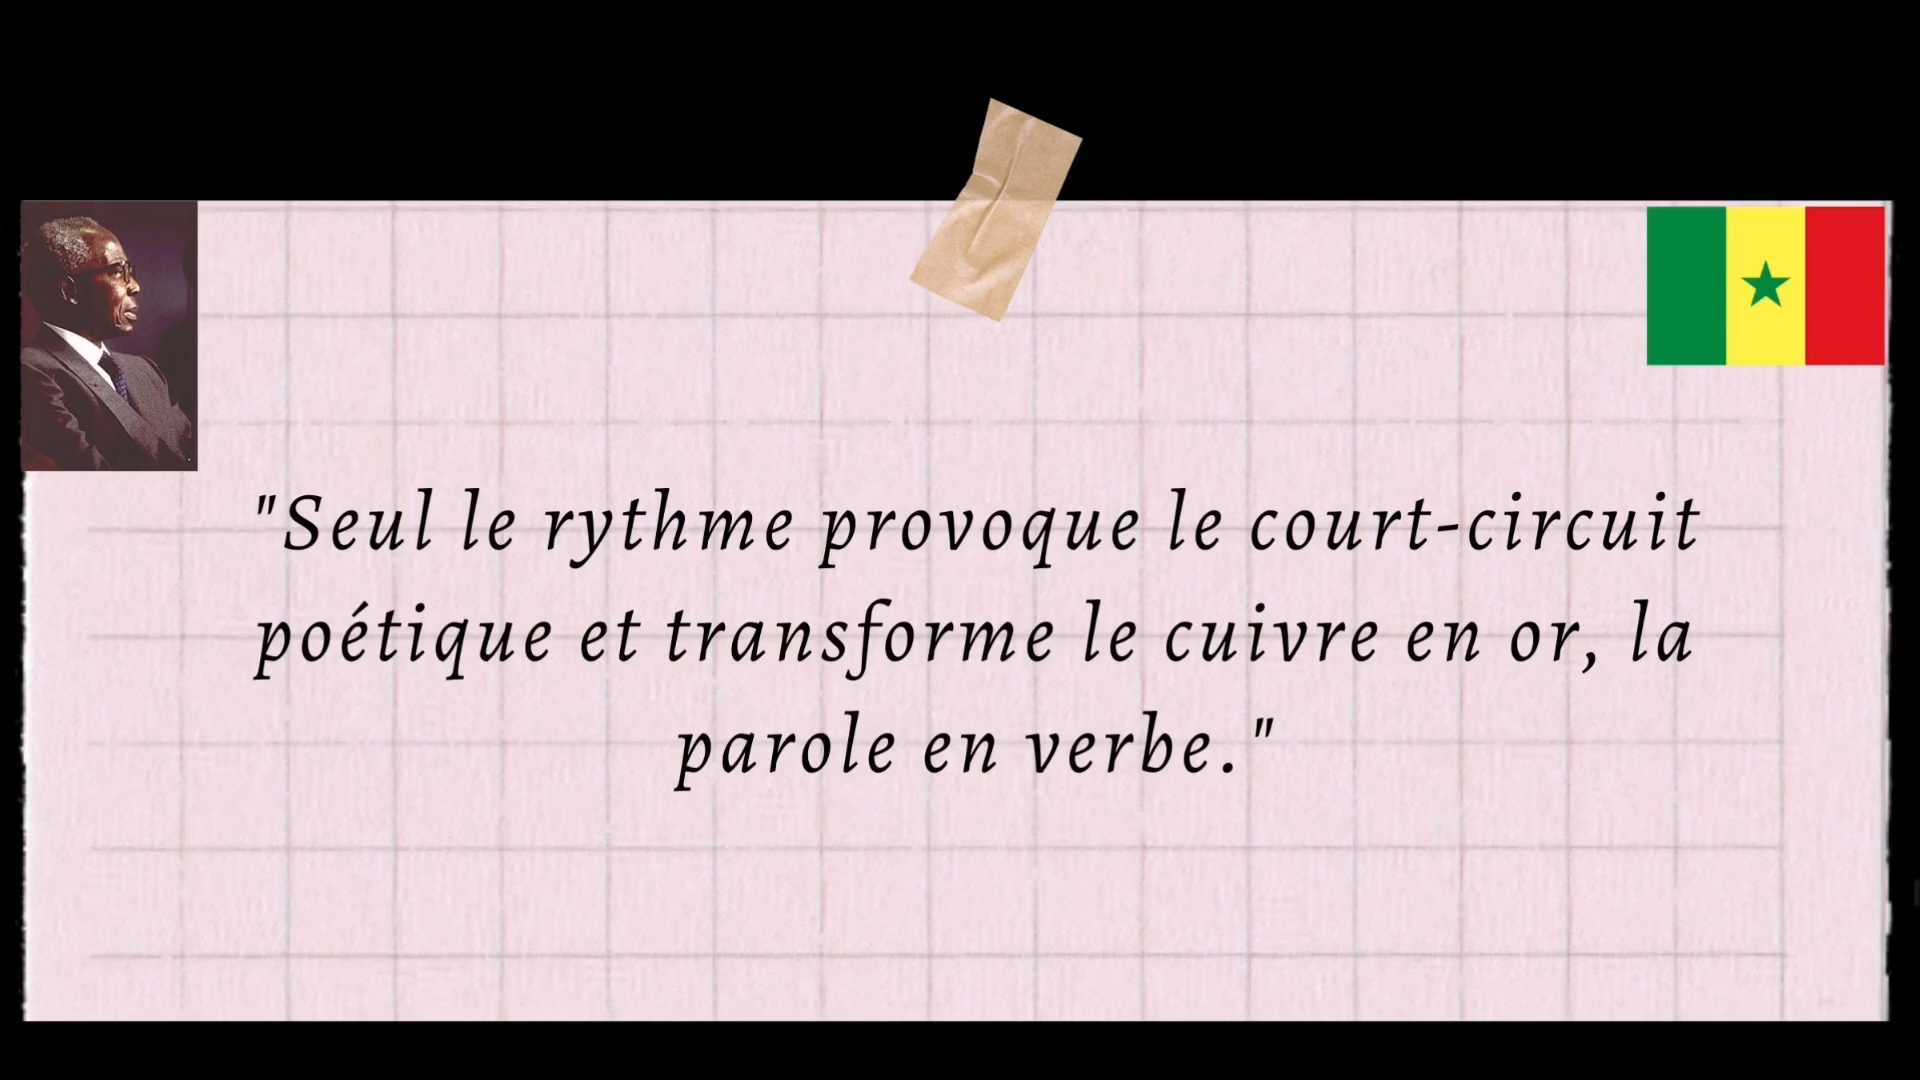 "Seul le rythme provoque le court-circuit
poétique et transforme le cuivre en or, la
parole en verbe."